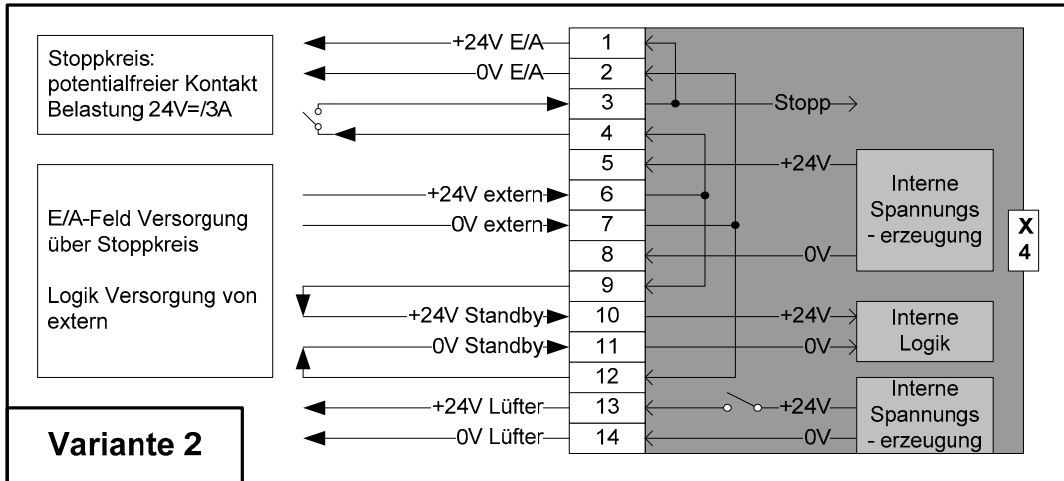 Stoppkreis:
potentialfreier Kontakt
Belastung 24V=/3A
E/A-Feld Versorgung
über Stoppkreis
Logik Versorgung von
extern
Variante 2
+24V E/A
0V E/A
+24V extern
0V extern
+24V Standby
0V Standby
+24V Lüfter
0V Lüfter
1
2
3
4
5
6
7
8
9
10
11
12
13
14
Stopp
+24V
0V
+24V
0V
+24V
0V
Interne
Spannungs
- erzeugung
Interne
Logik
Interne
Spannungs
- erzeugung
X
4